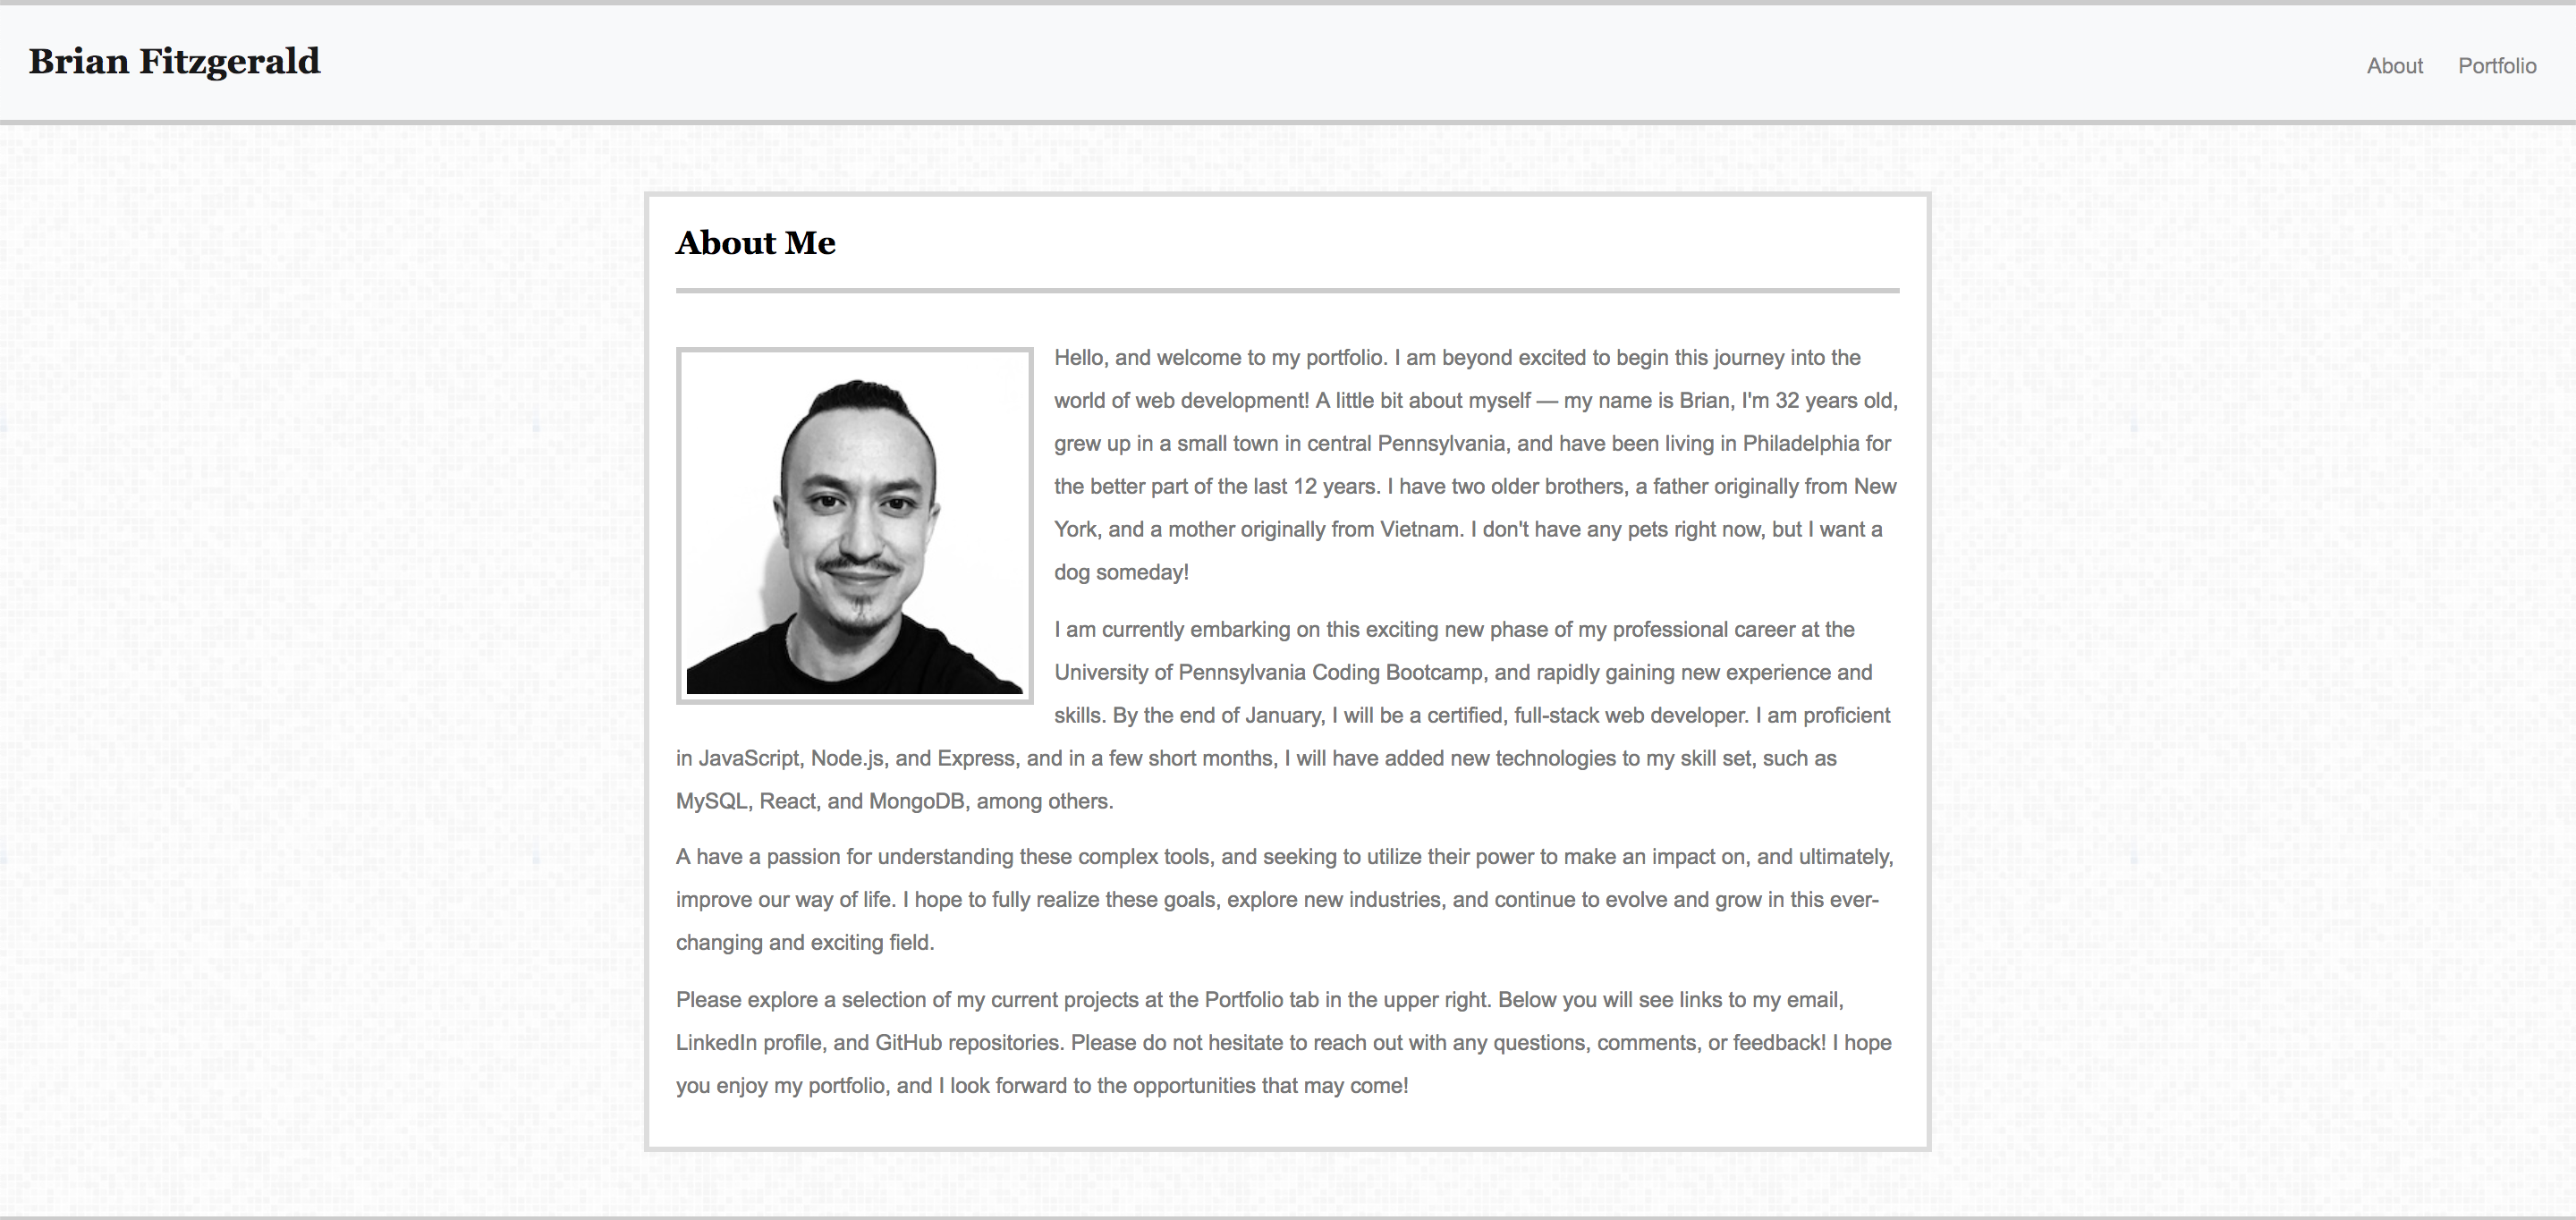 Brian Fitzgerald
About
Portfolio
About Me
Hello, and welcome to my portfolio. I am beyond excited to begin this journey into the
world of web development! A little bit about myself — my name is Brian, I'm 32 years old,
grew up in a small town in central Pennsylvania, and have been living in Philadelphia for
the better part of the last 12 years. I have two older brothers, a father originally from New
York, and a mother originally from Vietnam. I don't have any pets right now, but I want a
dog someday!
I am currently embarking on this exciting new phase of my professional career at the
University of Pennsylvania Coding Bootcamp, and rapidly gaining new experience and
skills. By the end of January, I will be a certified, full-stack web developer. I am proficient
in JavaScript, Node.js, and Express, and in a few short months, I will have added new technologies to my skill set, such as
MySQL, React, and MongoDB, among others.
A have a passion for understanding these complex tools, and seeking to utilize their power to make an impact on, and ultimately,
improve our way of life. I hope to fully realize these goals, explore new industries, and continue to evolve and grow in this ever-
changing and exciting field.
Please explore a selection of my current projects at the Portfolio tab in the upper right. Below you will see links to my email,
LinkedIn profile, and GitHub repositories. Please do not hesitate to reach out with any questions, comments, or feedback! I hope
you enjoy my portfolio, and I look forward to the opportunities that may come!